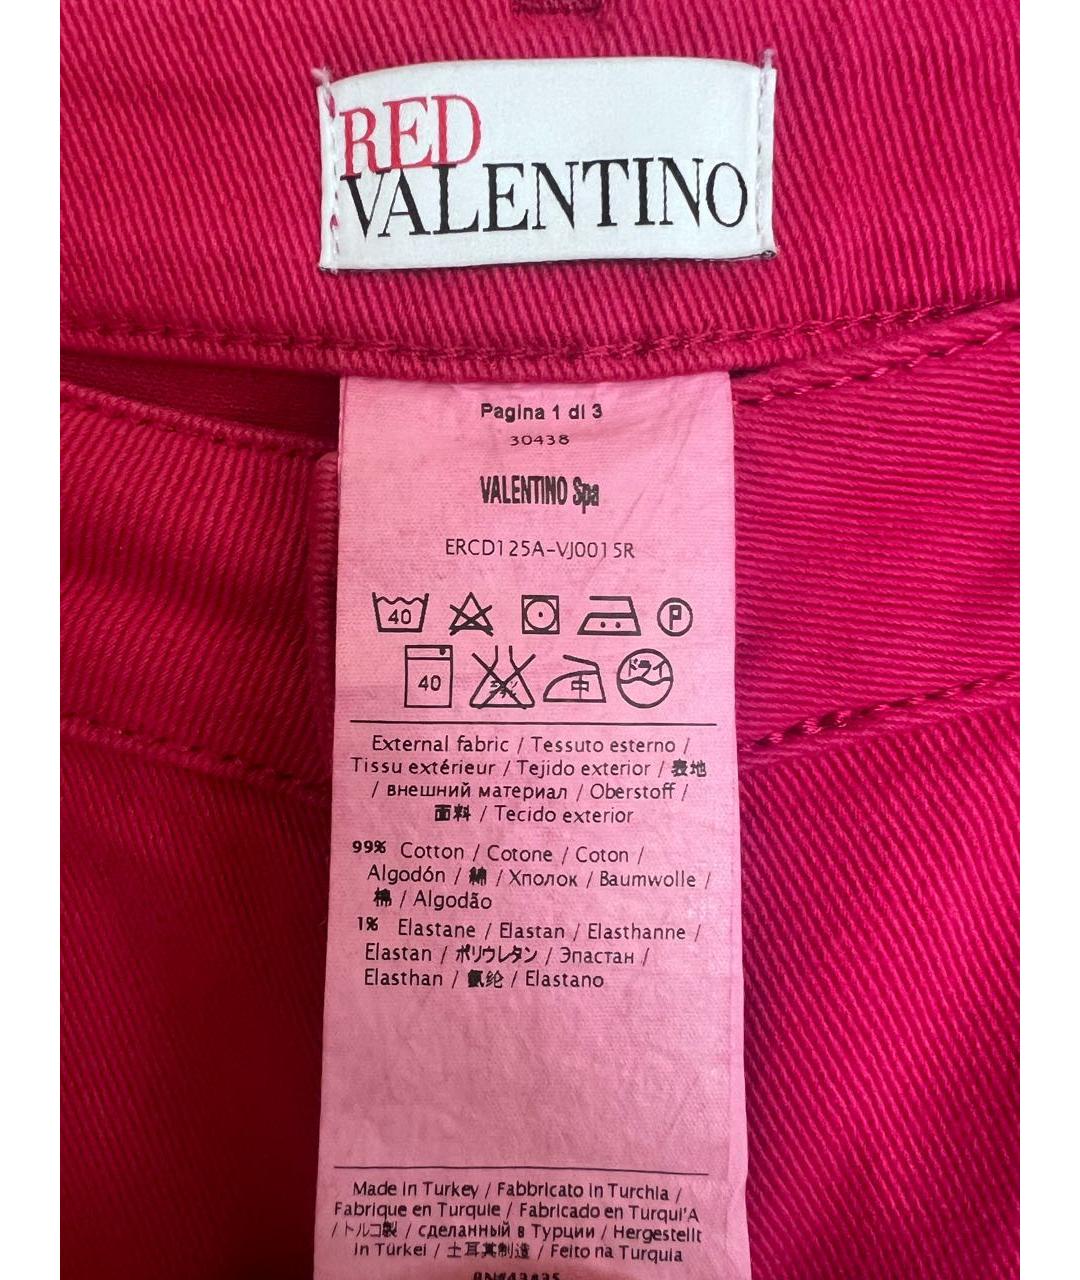 RED
VALENTINO
Pagina 1 di 3
30438
VALENTINO Spa
ERCD125A-VJ0015R
40 P
40 中 ドライ
External fabric / Tessuto esterno /
Tissu extérieur / Tejido exterior / 表地
/ внешний материал / Oberstoff /
面料 / Tecido exterior
99% Cotton / Cotone / Coton /
Algodón / 綿 / Хполок / Baumwolle /
棉 / Algodão
1% Elastane / Elastan / Elasthanne /
Elastan / ポリウレタン / Эпастан /
Elasthan / 氨纶 / Elastano
Made in Turkey / Fabbricato in Turchia /
Fabrique en Turquie / Fabricado en Turqui'A
/ トルコ製 / сделанный в Турции / Hergestellt
in Türkei / 土耳其制造 / Feito na Turquia